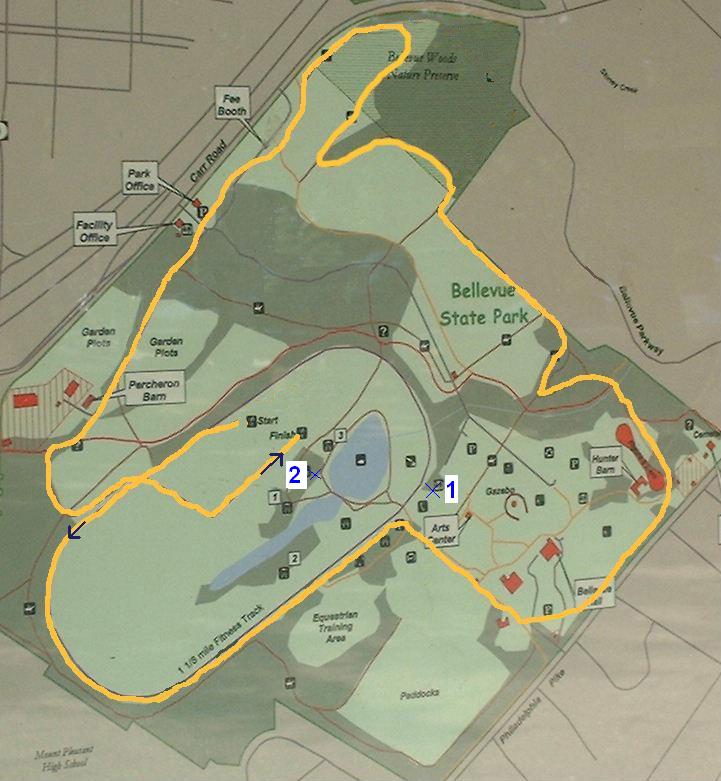 Bellevue Woods
Nature Preserve
Stoney Creek
Fee
Booth
Carr Road
Park
Office
P
Facility
Office
Bellevue
State Park
Bellevue Parkway
?
Garden
Plots
Garden
Plots
Percheron
Barn
?
Start
Finish
3
2
1
1
2
P
P
Hunter
Barn
?
Gazebo
Arts
Center
Bellevue
Hall
P
1 1/8 mile Fitness Track
Equestrian
Training
Area
Paddocks
Philadelphia Pike
Mount Pleasant
High School